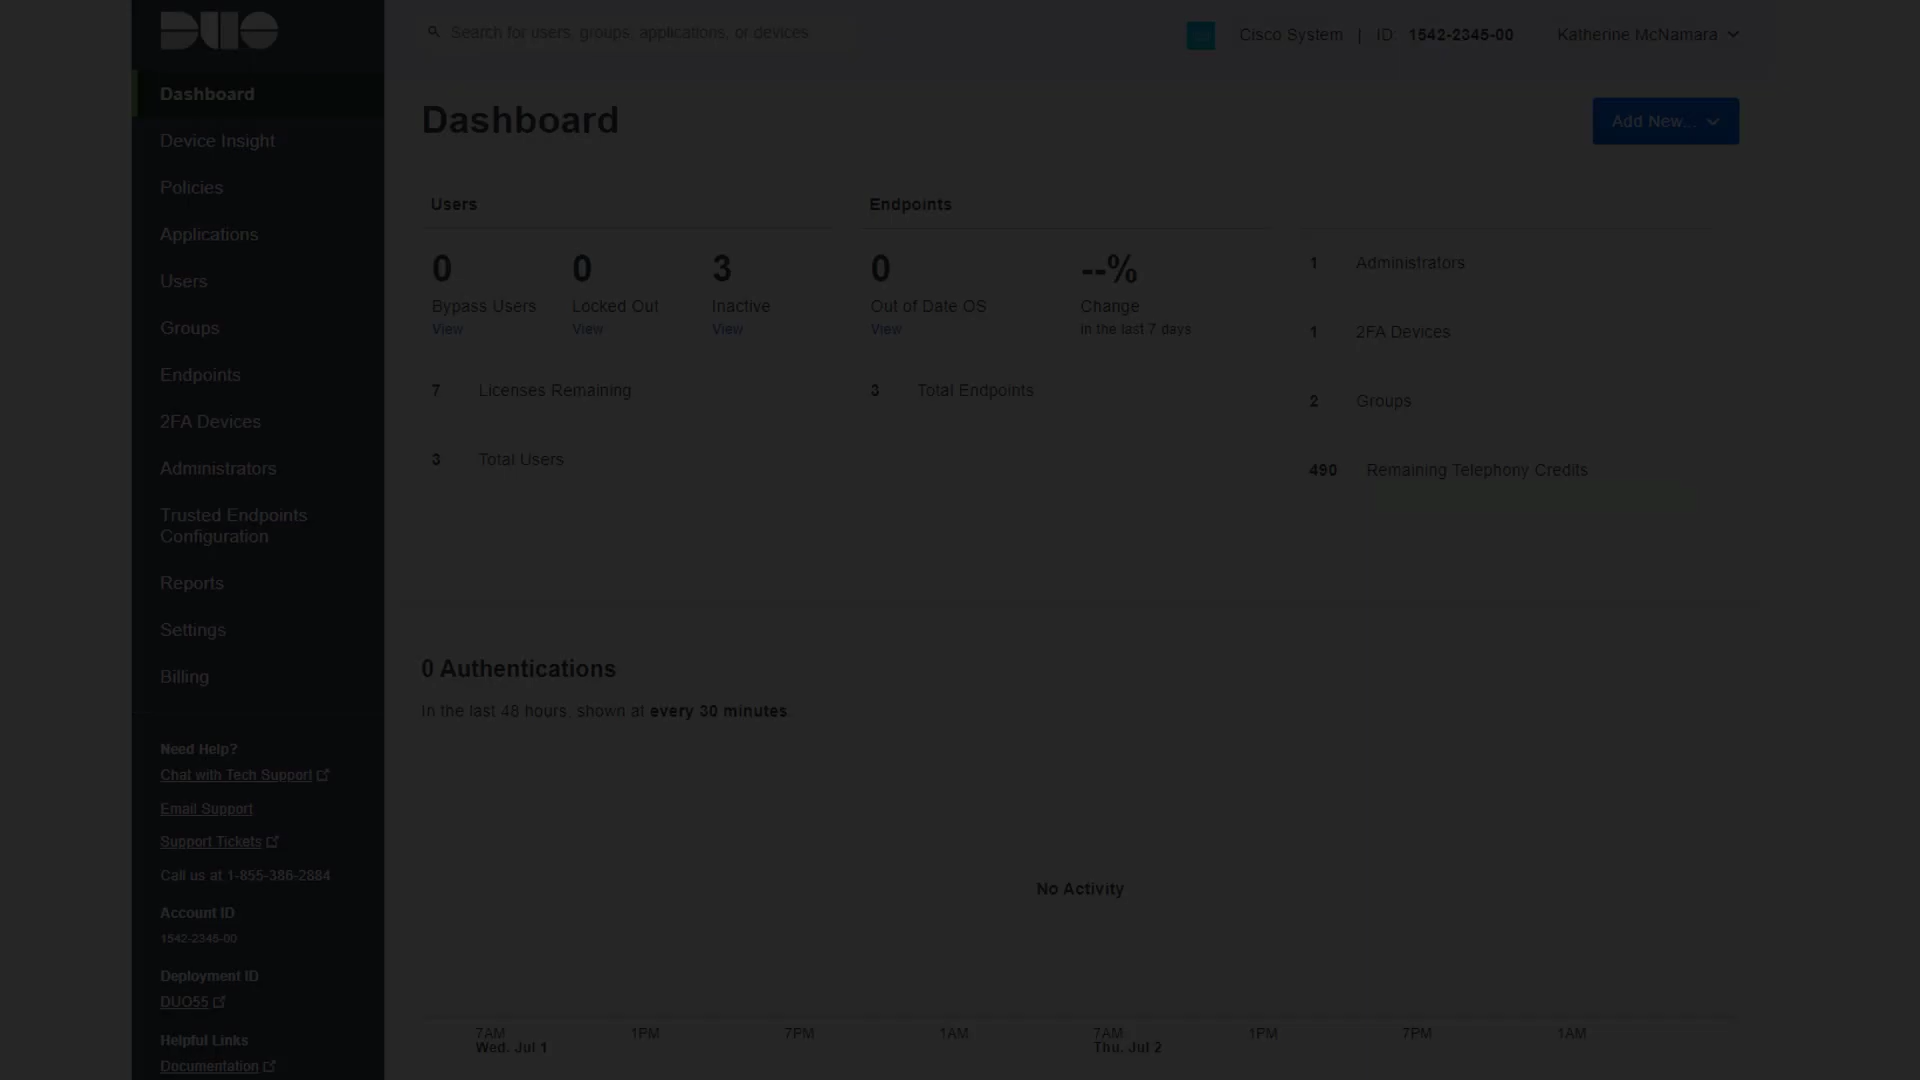 DUO
Search for users, groups, applications, or devices
Cisco System | ID: 1542-2345-00
Katherine McNamara
Dashboard
Device Insight
Policies
Applications
Users
Groups
Endpoints
2FA Devices
Administrators
Trusted Endpoints
Configuration
Reports
Settings
Billing
Need Help?
Chat with Tech Support
Email Support
Support Tickets
Call us at 1-855-386-2884
Account ID
1542-2345-00
Deployment ID
DUO55
Helpful Links
Documentation
Dashboard
Add New...
Users
0
Bypass Users
View
0
Locked Out
View
3
Inactive
View
7 Licenses Remaining
3 Total Users
Endpoints
0
Out of Date OS
View
--%
Change
in the last 7 days
3 Total Endpoints
1 Administrators
1 2FA Devices
2 Groups
490 Remaining Telephony Credits
0 Authentications
In the last 48 hours, shown at every 30 minutes
No Activity
7AM 1PM 7PM 1AM 7AM 1PM 7PM 1AM
Wed, Jul 1 Thu, Jul 2